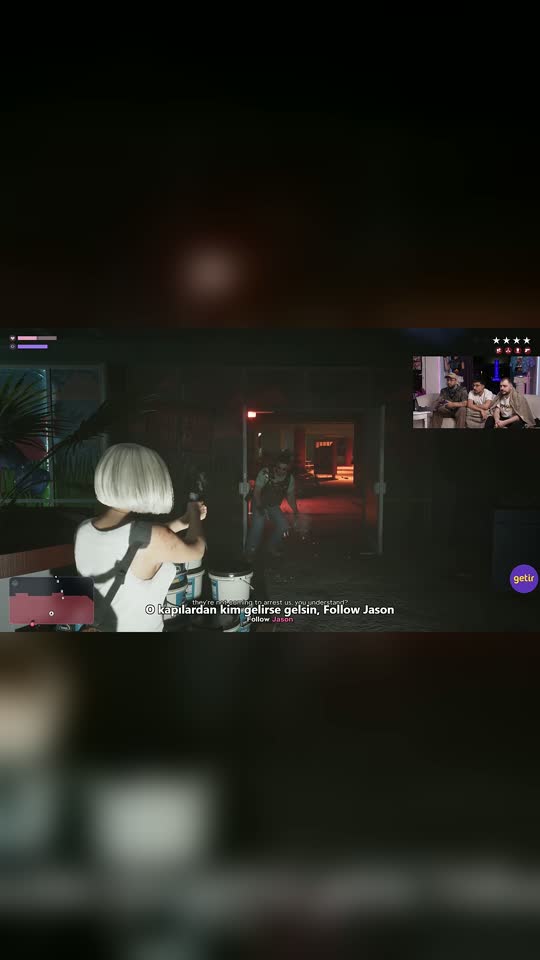 they're not coming to arrest us, you understand?
O kapılardan kim gelirse gelsin, Follow Jason
Follow Jason
getir